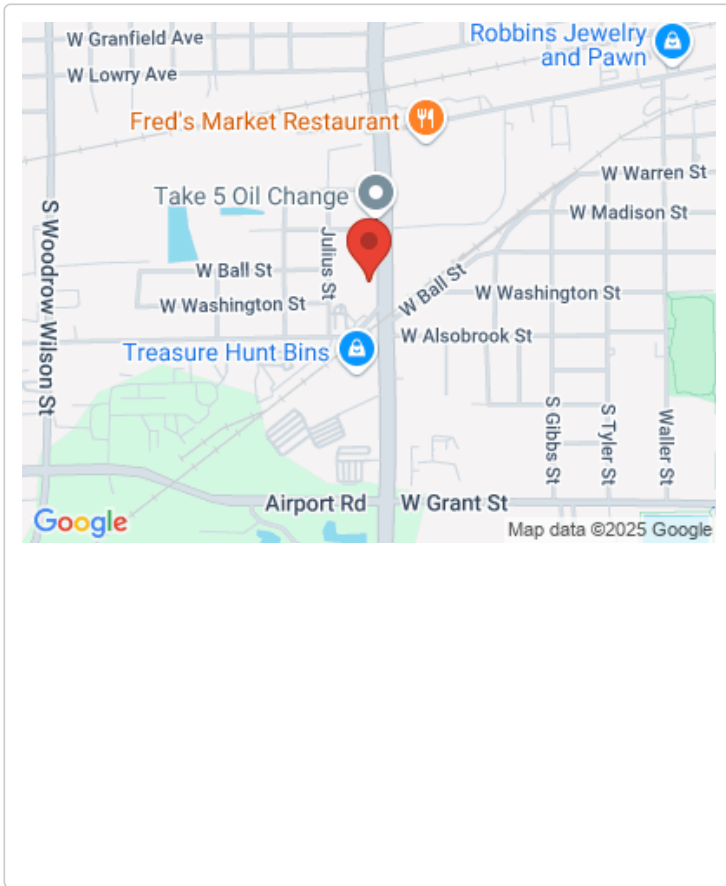 W Granfield Ave
W Lowry Ave
Robbins Jewelry
and Pawn
Fred's Market Restaurant
Take 5 Oil Change
W Warren St
W Madison St
S Woodrow Wilson St
Julius St
W Ball St
W Washington St
W Ball St
W Washington St
W Alsobrook St
Treasure Hunt Bins
S Gibbs St
S Tyler St
Waller St
Airport Rd
W Grant St
Google
Map data ©2025 Google